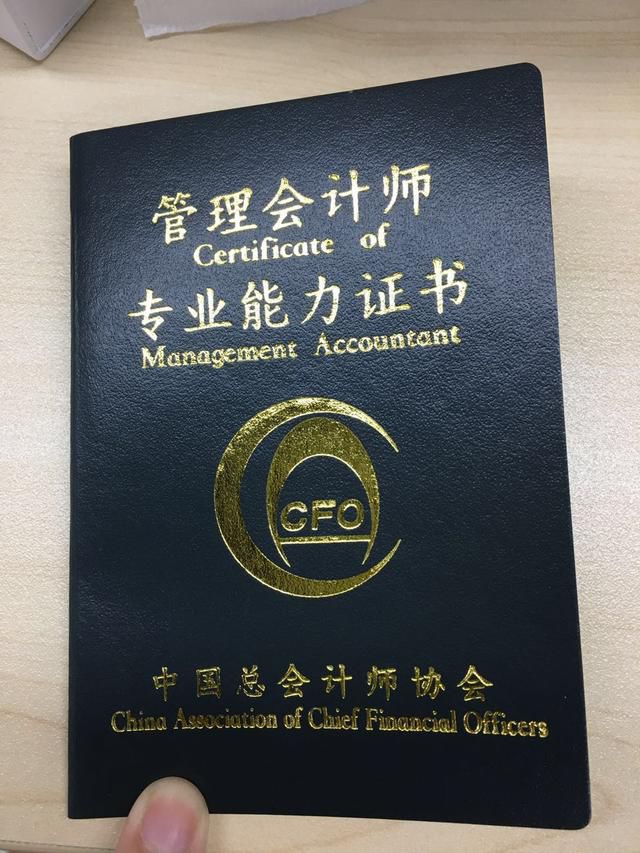 管理会计师
Certificate of
专业能力证书
Management Accountant
CFO
中国总会计师协会
China Association of Chief Financial Officers